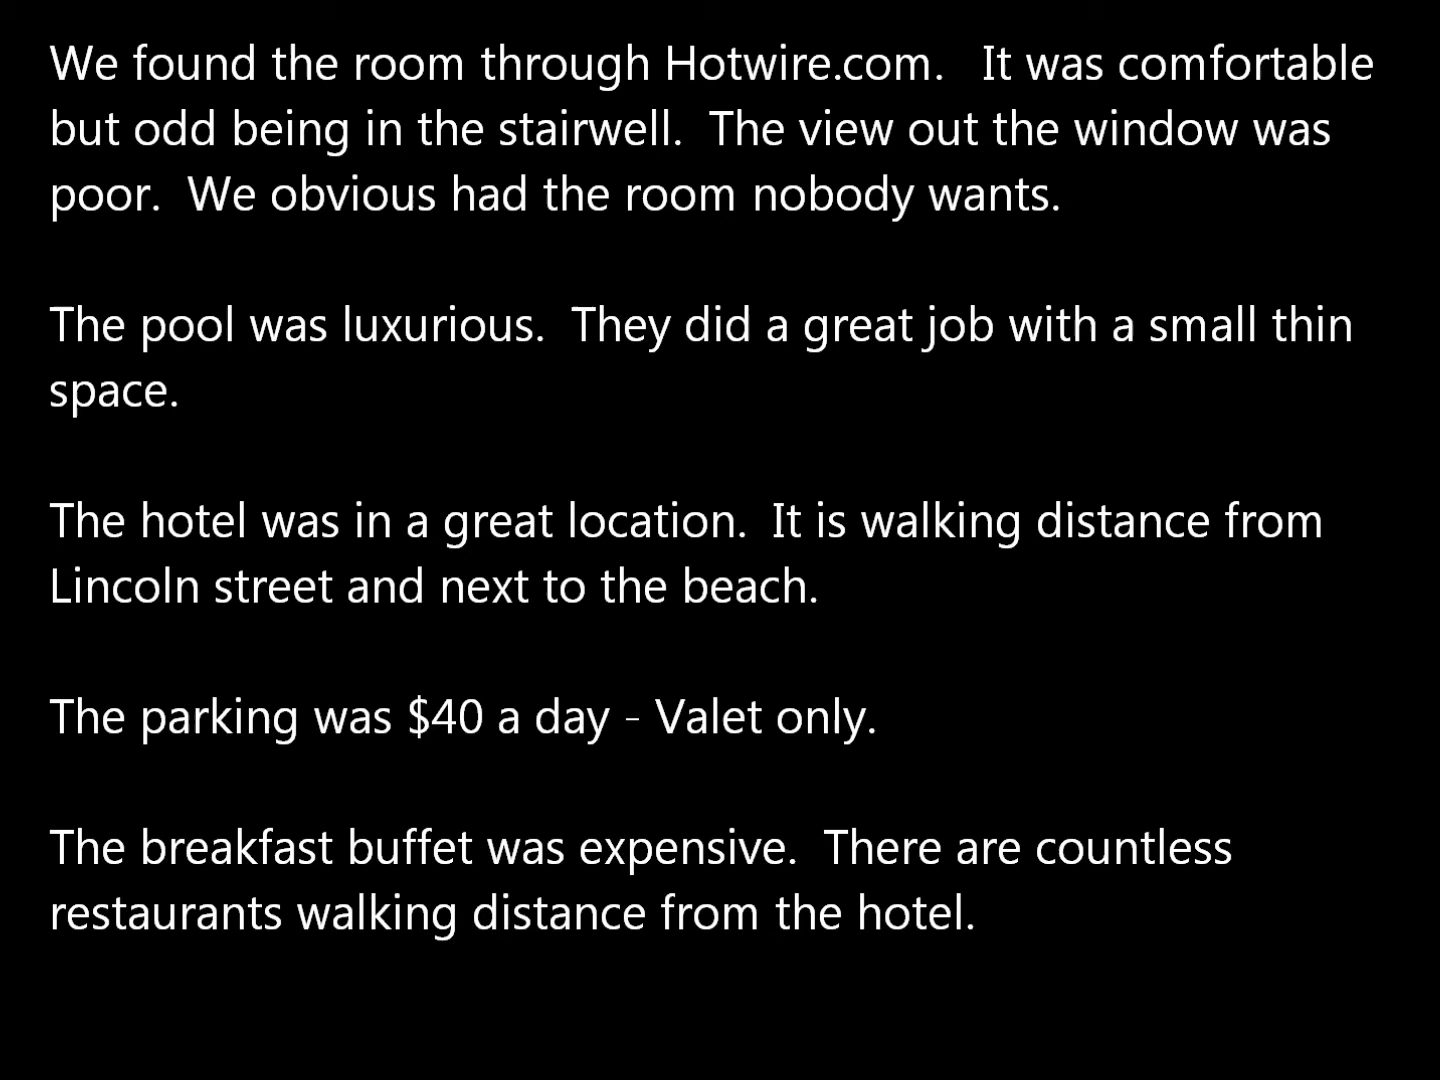 We found the room through Hotwire.com.   It was comfortable
but odd being in the stairwell.  The view out the window was
poor.  We obvious had the room nobody wants.
The pool was luxurious.  They did a great job with a small thin
space.
The hotel was in a great location.  It is walking distance from
Lincoln street and next to the beach.
The parking was $40 a day - Valet only.
The breakfast buffet was expensive.  There are countless
restaurants walking distance from the hotel.